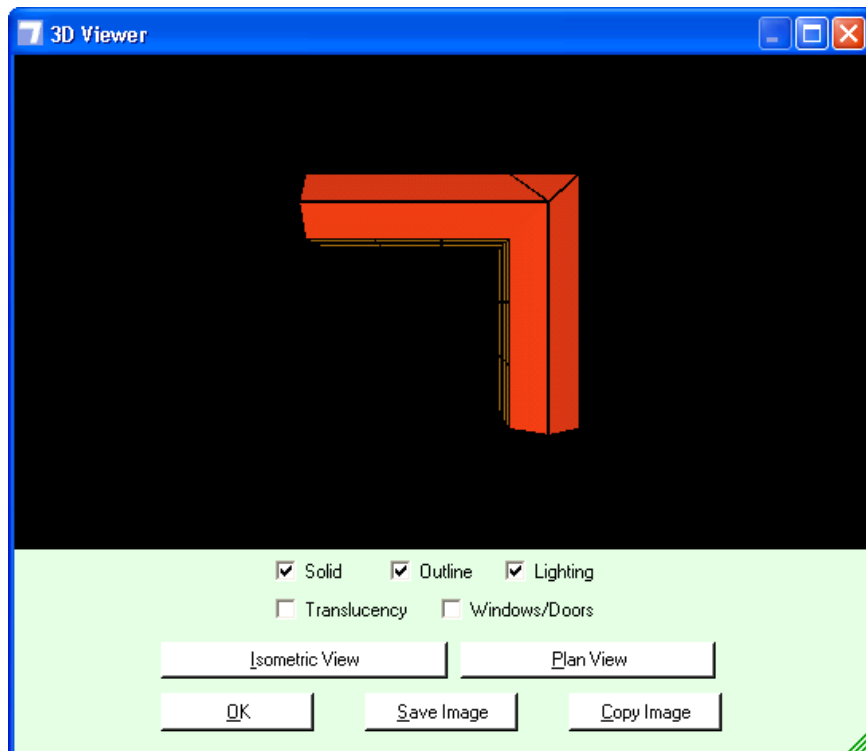 3D Viewer
Solid Outline Lighting
Translucency Windows/Doors
Isometric View Plan View
OK Save Image Copy Image